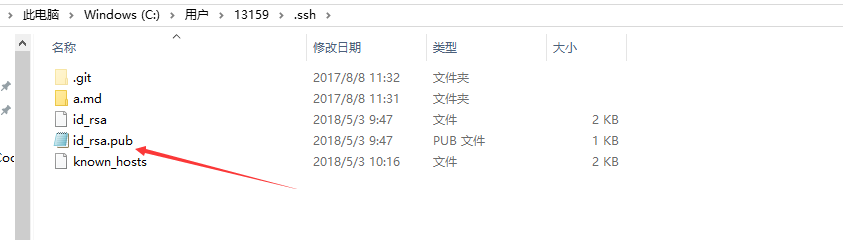 此电脑 > Windows (C:) > 用户 > 13159 > .ssh >
名称 修改日期 类型 大小
.git 2017/8/8 11:32 文件夹
a.md 2017/8/8 11:31 文件夹
id_rsa 2018/5/3 9:47 文件 2 KB
id_rsa.pub 2018/5/3 9:47 PUB 文件 1 KB
Coc
known_hosts 2018/5/3 10:16 文件 2 KB